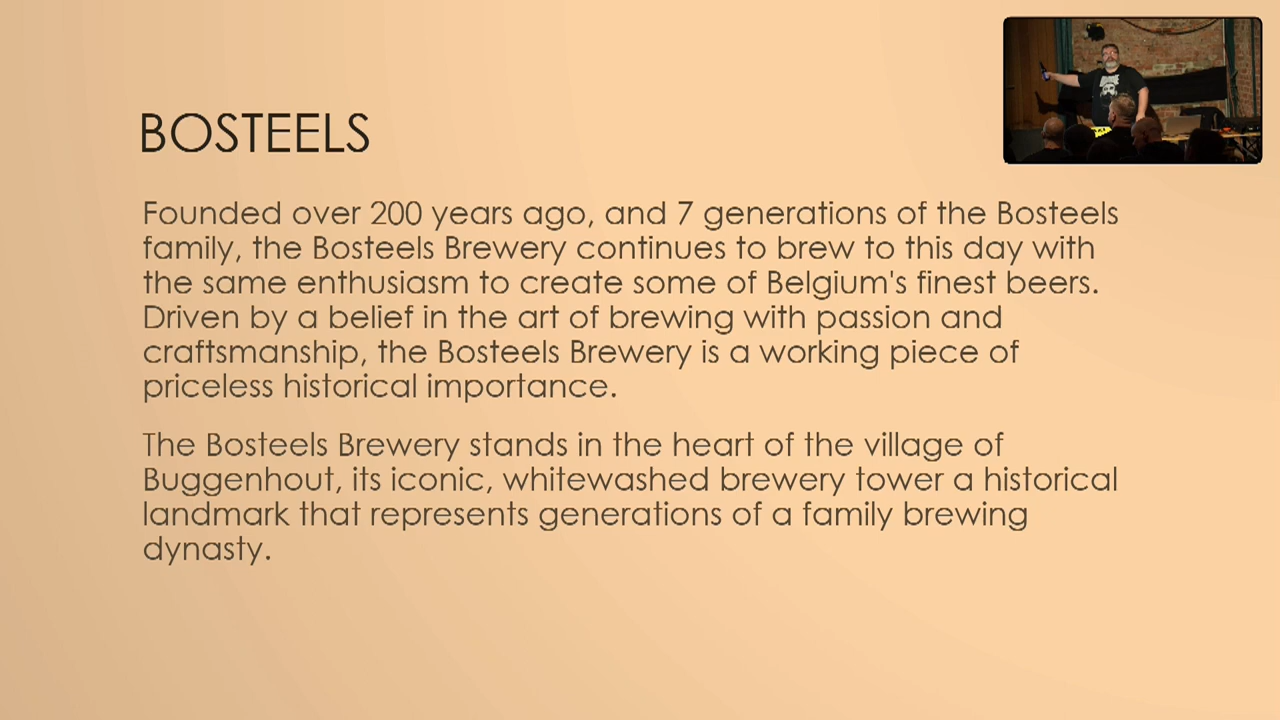 BOSTEELS
Founded over 200 years ago, and 7 generations of the Bosteels
family, the Bosteels Brewery continues to brew to this day with
the same enthusiasm to create some of Belgium's finest beers.
Driven by a belief in the art of brewing with passion and
craftsmanship, the Bosteels Brewery is a working piece of
priceless historical importance.
The Bosteels Brewery stands in the heart of the village of
Buggenhout, its iconic, whitewashed brewery tower a historical
landmark that represents generations of a family brewing
dynasty.